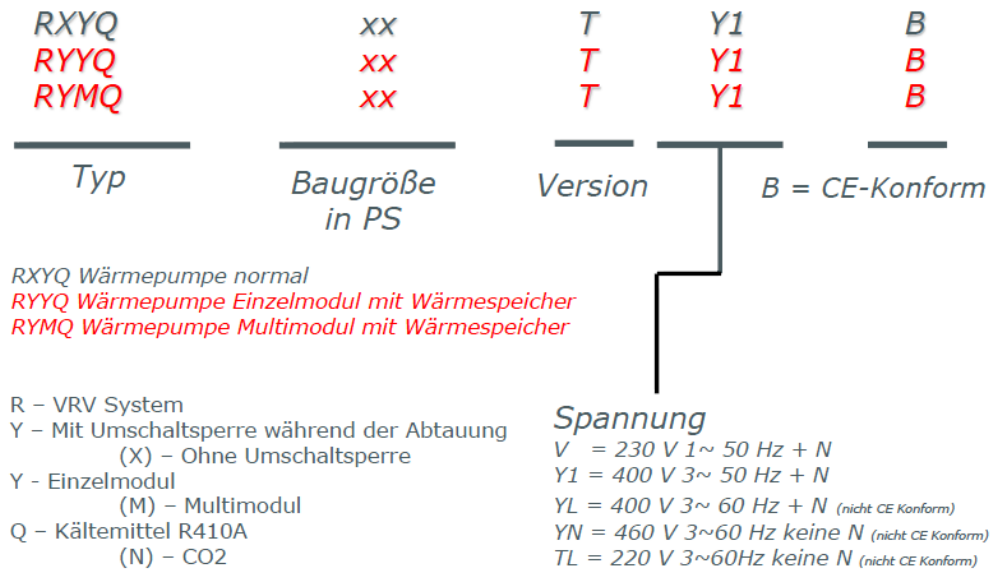 RXYQ xx T Y1 B
RYYQ xx T Y1 B
RYMQ xx T Y1 B
Typ Baugröße Version B = CE-Konform
in PS
RXYQ Wärmepumpe normal
RYYQ Wärmepumpe Einzelmodul mit Wärmespeicher
RYMQ Wärmepumpe Multimodul mit Wärmespeicher
R – VRV System
Y – Mit Umschaltsperre während der Abtauung
(X) – Ohne Umschaltsperre
Y - Einzelmodul
(M) – Multimodul
Q – Kältemittel R410A
(N) – CO2
Spannung
V = 230 V 1~ 50 Hz + N
Y1 = 400 V 3~ 50 Hz + N
YL = 400 V 3~ 60 Hz + N (nicht CE Konform)
YN = 460 V 3~60 Hz keine N (nicht CE Konform)
TL = 220 V 3~60Hz keine N (nicht CE Konform)